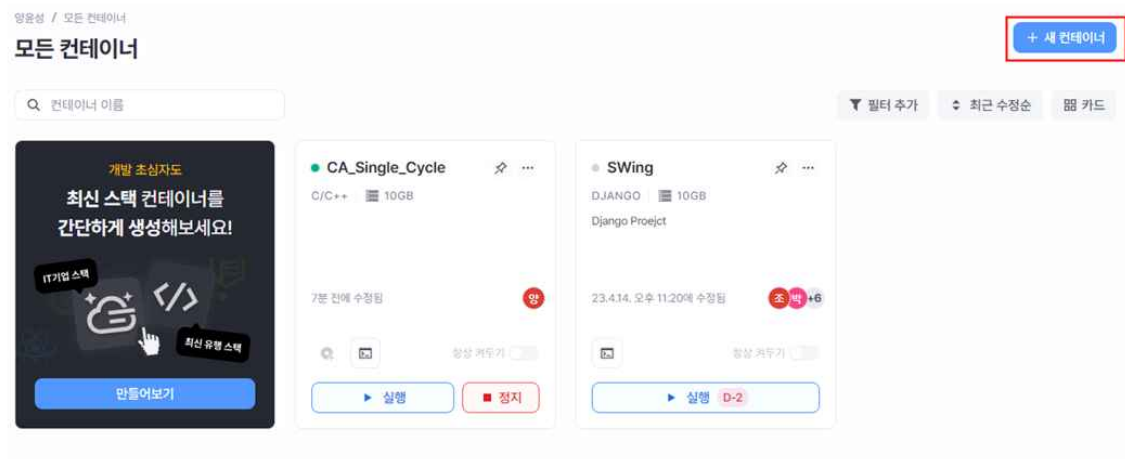 양윤성 / 모든 컨테이너
모든 컨테이너
+ 새 컨테이너
컨테이너 이름
필터 추가
최근 수정순
카드
개발 초심자도
최신 스택 컨테이너를
간단하게 생성해보세요!
IT기업 스택
</>
최신 유행 스택
만들어보기
CA_Single_Cycle
C/C++
10GB
7분 전에 수정됨
양
항상 켜두기
실행
정지
SWing
DJANGO
10GB
Django Proejct
23.4.14. 오후 11:20에 수정됨
조 박 +6
항상 켜두기
실행 D-2